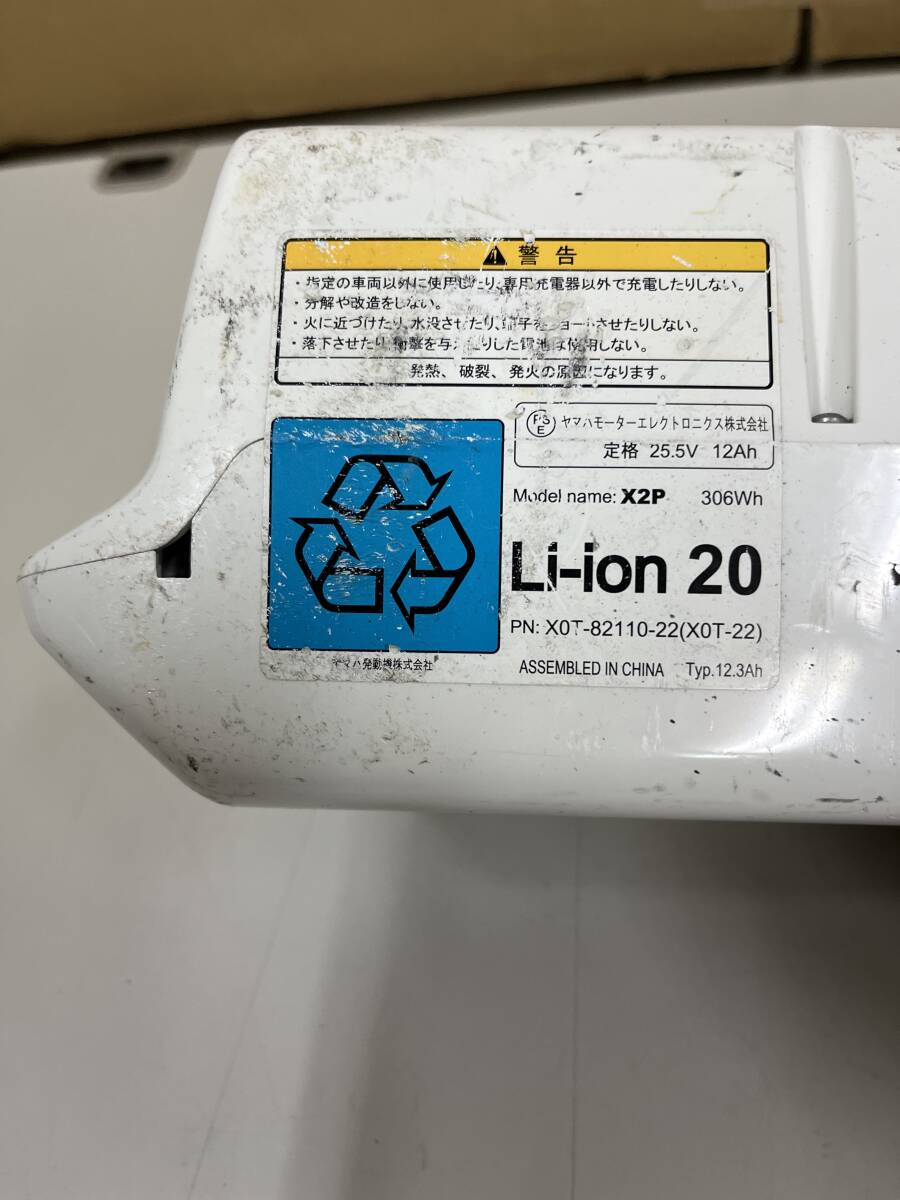 警告
・指定の車両以外に使用したり、専用充電器以外で充電したりしない。
・分解や改造をしない。
・火に近づけたり、水没させたり、端子をショートさせたりしない。
・落下させたり、衝撃を与えたりした電池は使用しない。
発熱、破裂、発火の原因になります。
PSE ヤマハモーターエレクトロニクス株式会社
定格 25.5V 12Ah
Model name: X2P 306Wh
Li-ion 20
PN: X0T-82110-22(X0T-22)
ヤマハ発動機株式会社
ASSEMBLED IN CHINA Typ.12.3Ah